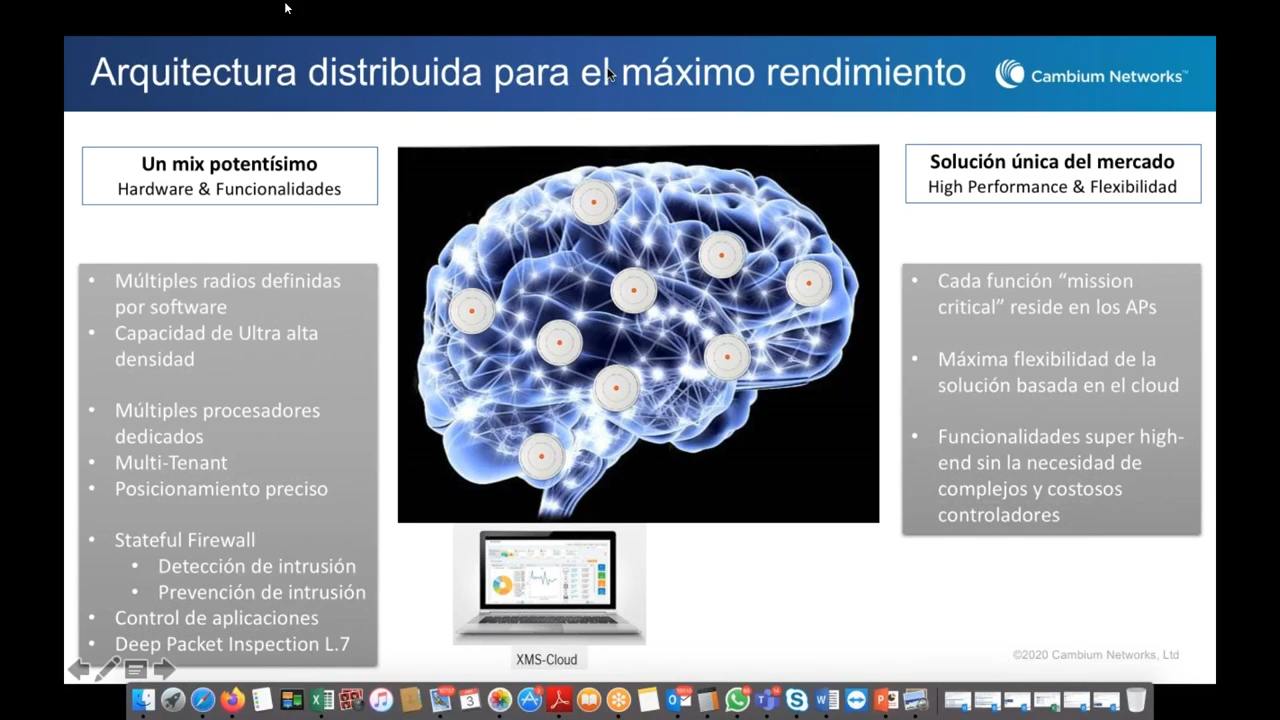 Arquitectura distribuida para el máximo rendimiento
Cambium Networks™
Un mix potentísimo
Hardware & Funcionalidades
• Múltiples radios definidas
por software
• Capacidad de Ultra alta
densidad
• Múltiples procesadores
dedicados
• Multi-Tenant
• Posicionamiento preciso
• Stateful Firewall
• Detección de intrusión
• Prevención de intrusión
• Control de aplicaciones
• Deep Packet Inspection L.7
XMS-Cloud
Solución única del mercado
High Performance & Flexibilidad
• Cada función “mission
critical” reside en los APs
• Máxima flexibilidad de la
solución basada en el cloud
• Funcionalidades super high-
end sin la necesidad de
complejos y costosos
controladores
©2020 Cambium Networks, Ltd
3